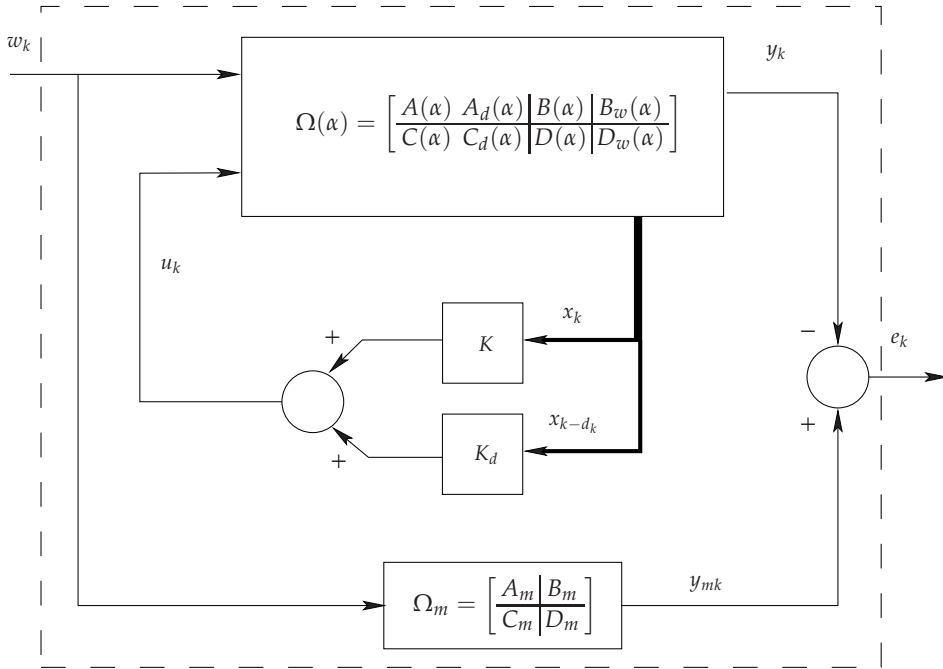 w_k
y_k
Ω(α) = [ A(α) A_d(α) | B(α) | B_w(α)
C(α) C_d(α) | D(α) | D_w(α) ]
u_k
x_k
+
K
−
e_k
x_{k−d_k}
+
K_d
+
y_{mk}
Ω_m = [ A_m | B_m
C_m | D_m ]